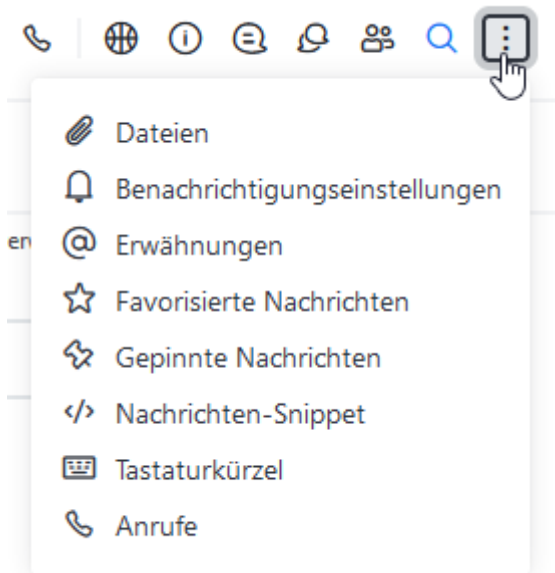 Dateien
Benachrichtigungseinstellungen
Erwähnungen
Favorisierte Nachrichten
Gepinnte Nachrichten
Nachrichten-Snippet
Tastaturkürzel
Anrufe